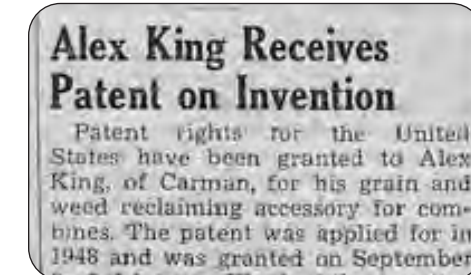 Alex King Receives
Patent on Invention
Patent rights for the United
States have been granted to Alex
King, of Carman, for his grain and
weed reclaiming accessory for com-
bines. The patent was applied for in
1948 and was granted on September